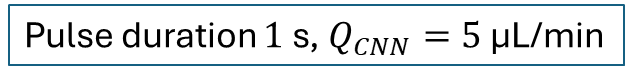 Pulse duration 1 s, Q_CNN = 5 µL/min